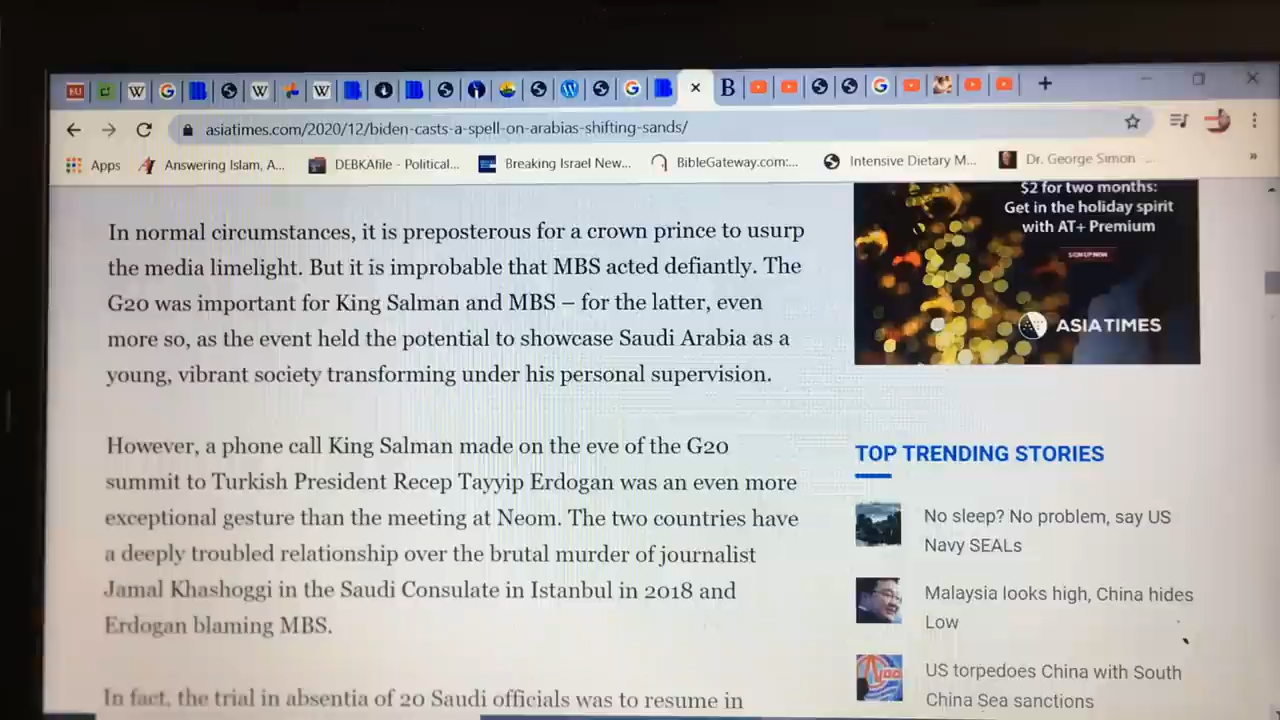 asiatimes.com/2020/12/biden-casts-a-spell-on-arabias-shifting-sands/
Apps Answering Islam, A... DEBKAfile - Political... Breaking Israel New... BibleGateway.com:... Intensive Dietary M... Dr. George Simon ...
In normal circumstances, it is preposterous for a crown prince to usurp
the media limelight. But it is improbable that MBS acted defiantly. The
G20 was important for King Salman and MBS – for the latter, even
more so, as the event held the potential to showcase Saudi Arabia as a
young, vibrant society transforming under his personal supervision.
However, a phone call King Salman made on the eve of the G20
summit to Turkish President Recep Tayyip Erdogan was an even more
exceptional gesture than the meeting at Neom. The two countries have
a deeply troubled relationship over the brutal murder of journalist
Jamal Khashoggi in the Saudi Consulate in Istanbul in 2018 and
Erdogan blaming MBS.
In fact, the trial in absentia of 20 Saudi officials was to resume in
$2 for two months:
Get in the holiday spirit
with AT+ Premium
SIGN UP NOW
ASIA TIMES
TOP TRENDING STORIES
No sleep? No problem, say US
Navy SEALs
Malaysia looks high, China hides
Low
US torpedoes China with South
China Sea sanctions